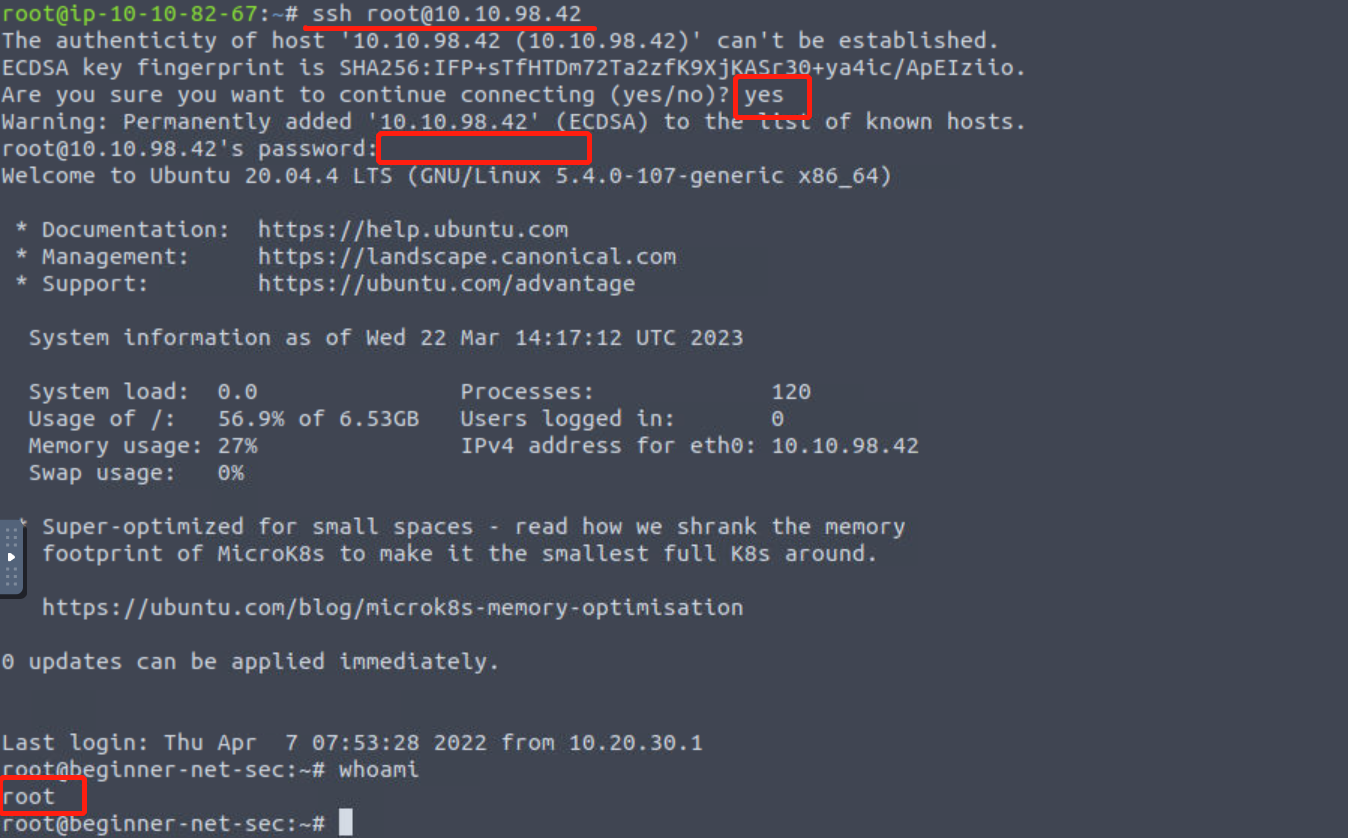 root@ip-10-10-82-67:~# ssh root@10.10.98.42
The authenticity of host '10.10.98.42 (10.10.98.42)' can't be established.
ECDSA key fingerprint is SHA256:IFP+sTfHTDm72Ta2zfK9XjKASr30+ya4ic/ApEIziio.
Are you sure you want to continue connecting (yes/no)? yes
Warning: Permanently added '10.10.98.42' (ECDSA) to the list of known hosts.
root@10.10.98.42's password:
Welcome to Ubuntu 20.04.4 LTS (GNU/Linux 5.4.0-107-generic x86_64)
* Documentation: https://help.ubuntu.com
* Management: https://landscape.canonical.com
* Support: https://ubuntu.com/advantage
System information as of Wed 22 Mar 14:17:12 UTC 2023
System load: 0.0 Processes: 120
Usage of /: 56.9% of 6.53GB Users logged in: 0
Memory usage: 27% IPv4 address for eth0: 10.10.98.42
Swap usage: 0%
* Super-optimized for small spaces - read how we shrank the memory
footprint of MicroK8s to make it the smallest full K8s around.
https://ubuntu.com/blog/microk8s-memory-optimisation
0 updates can be applied immediately.
Last login: Thu Apr 7 07:53:28 2022 from 10.20.30.1
root@beginner-net-sec:~# whoami
root
root@beginner-net-sec:~#